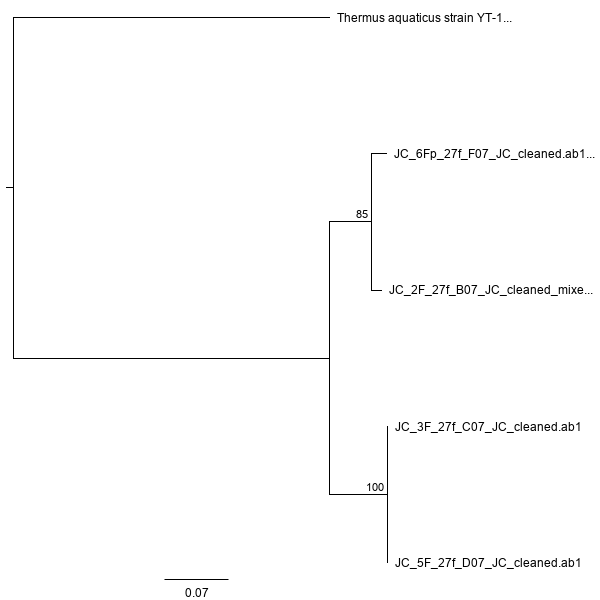 Thermus aquaticus strain YT-1...
JC_6Fp_27f_F07_JC_cleaned.ab1...
85
JC_2F_27f_B07_JC_cleaned_mixe...
JC_3F_27f_C07_JC_cleaned.ab1
100
JC_5F_27f_D07_JC_cleaned.ab1
0.07